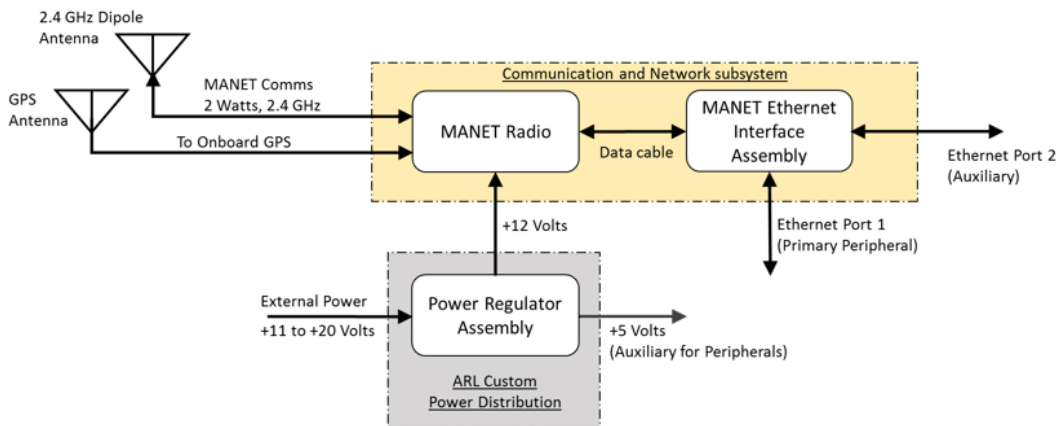 2.4 GHz Dipole
Antenna
GPS
Antenna
MANET Comms
2 Watts, 2.4 GHz
To Onboard GPS
Communication and Network subsystem
MANET Radio
Data cable
MANET Ethernet
Interface
Assembly
Ethernet Port 2
(Auxiliary)
+12 Volts
Ethernet Port 1
(Primary Peripheral)
External Power
+11 to +20 Volts
Power Regulator
Assembly
+5 Volts
(Auxiliary for Peripherals)
ARL Custom
Power Distribution